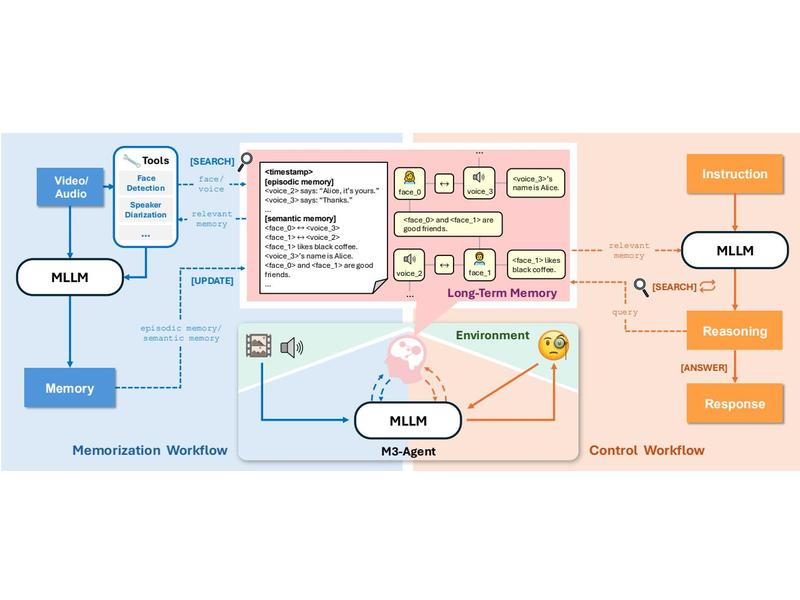 Video/
Audio
Tools
Face
Detection
Speaker
Diarization
...
MLLM
Memory
[SEARCH]
face/
voice
relevant
memory
[UPDATE]
episodic memory/
semantic memory
Memorization Workflow
<timestamp>
[episodic memory]
<voice_2> says: "Alice, it's yours."
<voice_3> says: "Thanks."
...
[semantic memory]
<face_0> ↔ <voice_3>
<face_1> ↔ <voice_2>
<face_1> likes black coffee.
<voice_3>'s name is Alice.
<face_0> and <face_1> are good
friends.
...
...
face_0
↔
voice_3
<voice_3>'s
name is Alice.
<face_0> and <face_1> are
good friends.
voice_2
↔
face_1
<face_1> likes
black coffee.
...
Long-Term Memory
Environment
MLLM
M3-Agent
Instruction
MLLM
relevant
memory
[SEARCH]
query
Reasoning
[ANSWER]
Response
Control Workflow